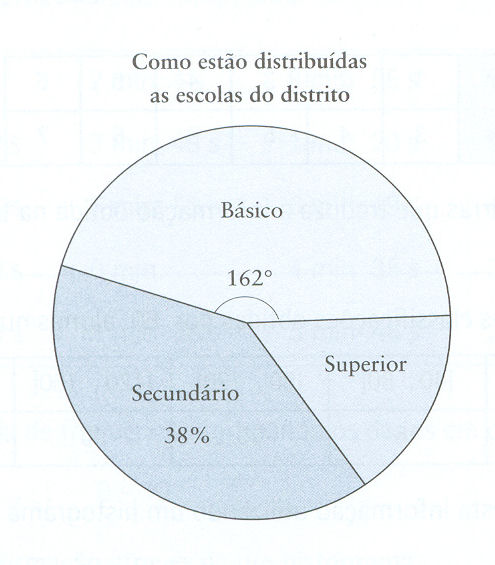 Como estão distribuídas
as escolas do distrito
Básico
162°
Superior
Secundário
38%